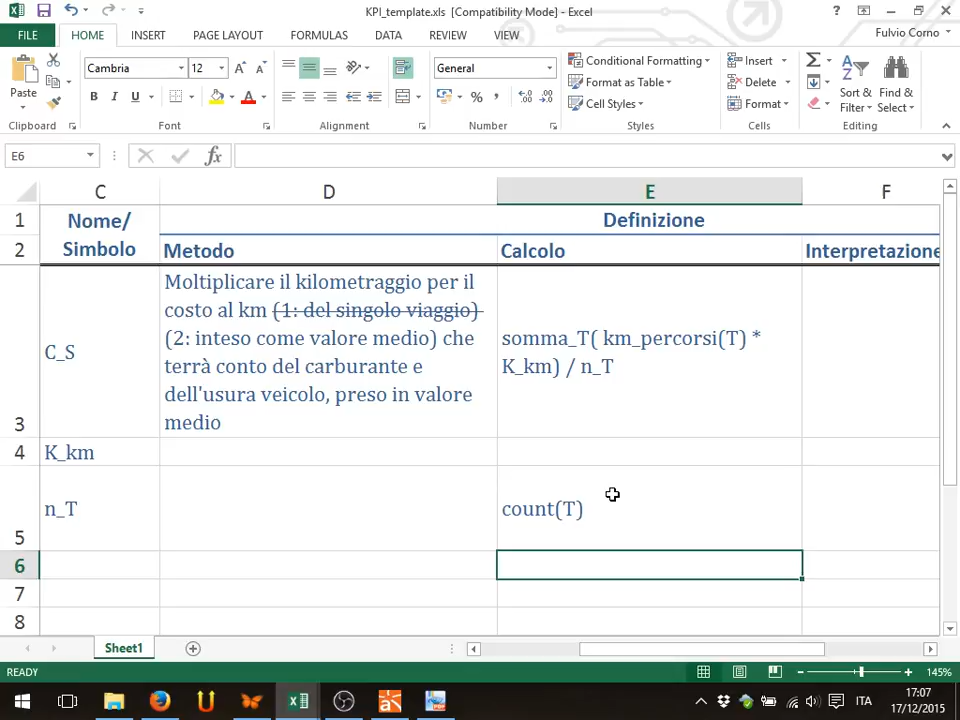 KPI_template.xls [Compatibility Mode] - Excel
?
FILE HOME INSERT PAGE LAYOUT FORMULAS DATA REVIEW VIEW
Fulvio Corno
Paste
Cambria 12
B I U
General
% ,
Conditional Formatting
Format as Table
Cell Styles
Insert
Delete
Format
Sort & Filter
Find & Select
Clipboard Font Alignment Number Styles Cells Editing
E6
fx
C D E F
1 Nome/ Definizione
2 Simbolo Metodo Calcolo Interpretazione
3 C_S
Moltiplicare il kilometraggio per il
costo al km (1: del singolo viaggio)
(2: inteso come valore medio) che
terrà conto del carburante e
dell'usura veicolo, preso in valore
medio
somma_T( km_percorsi(T) *
K_km) / n_T
4 K_km
5 n_T count(T)
6
7
8
Sheet1
READY
145%
ITA
17:07
17/12/2015